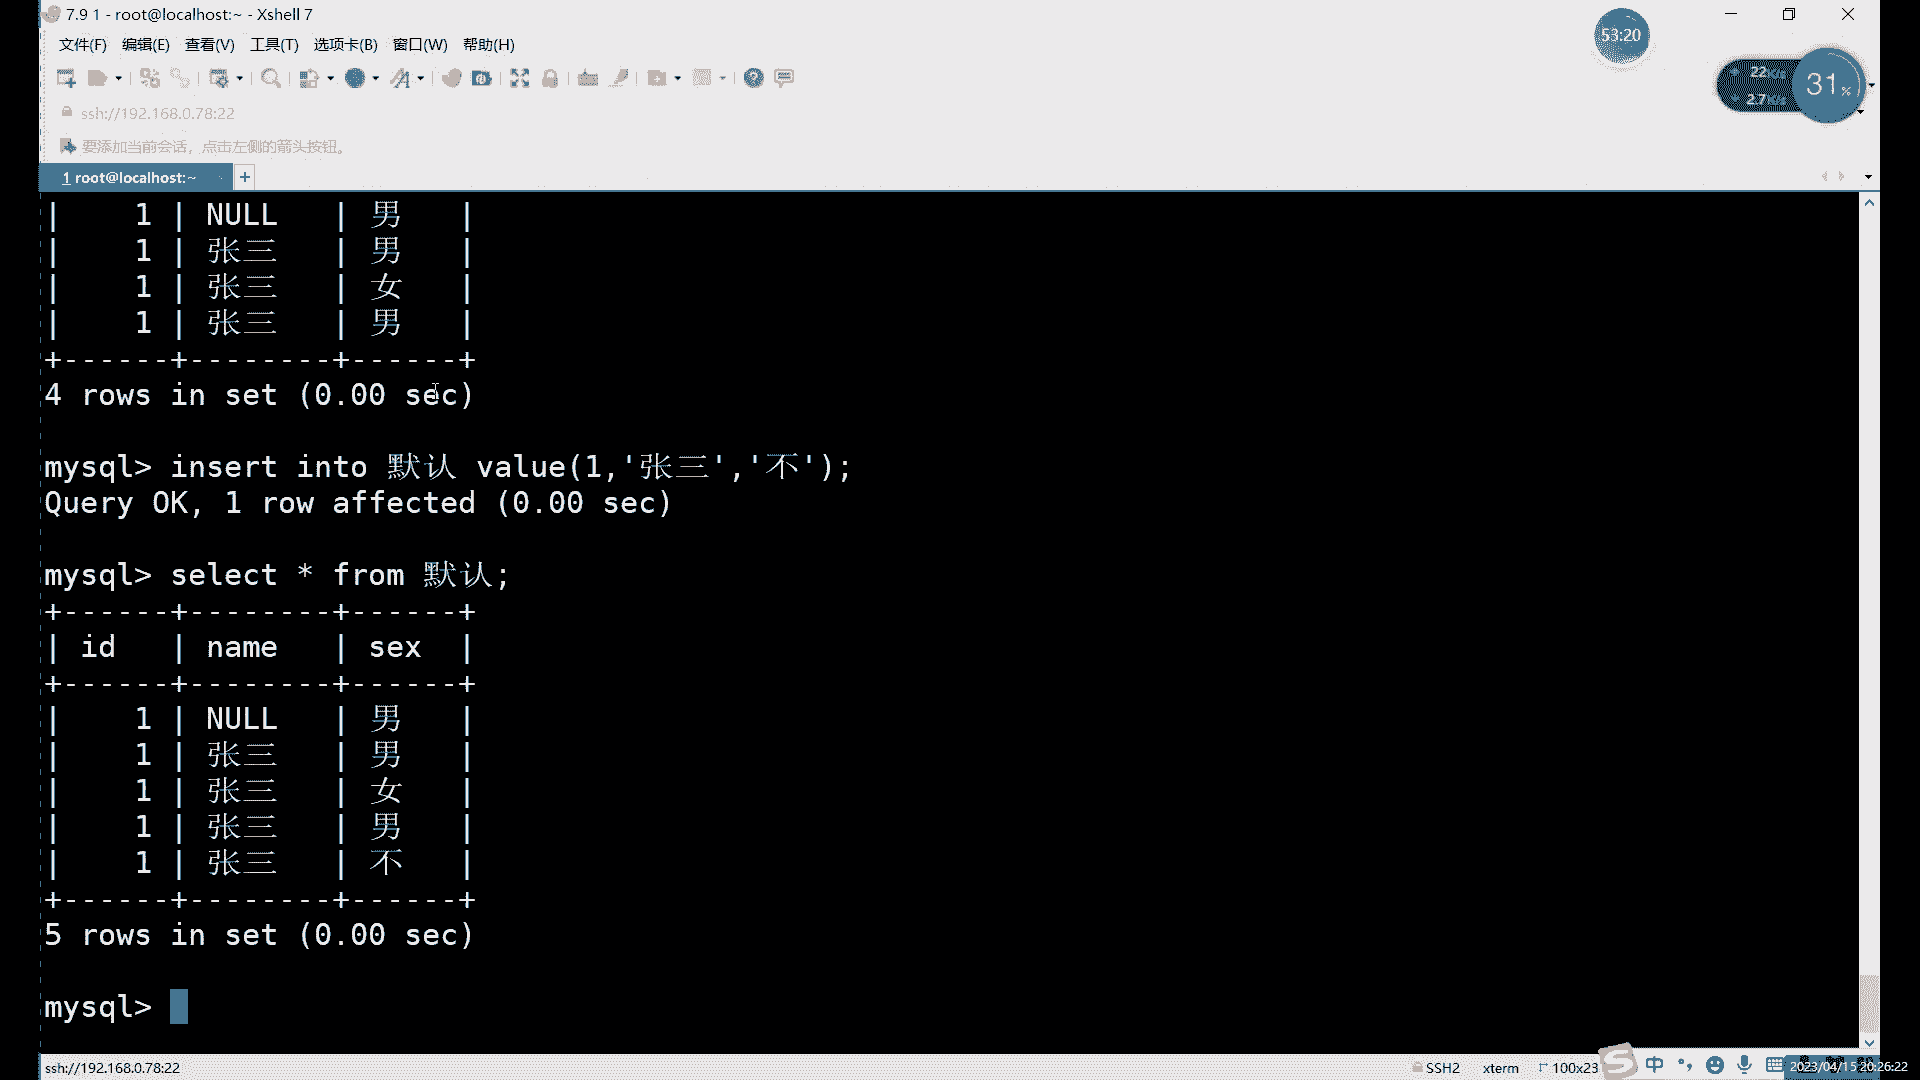 7.9 1 - root@localhost:~ - Xshell 7
53:20
文件(F) 编辑(E) 查看(V) 工具(T) 选项卡(B) 窗口(W) 帮助(H)
22K/s
2.7K/s
31%
ssh://192.168.0.78:22
要添加当前会话，点击左侧的箭头按钮。
1 root@localhost:~
+
|    1 | NULL   | 男   |
|    1 | 张三   | 男   |
|    1 | 张三   | 女   |
|    1 | 张三   | 男   |
+------+--------+------+
4 rows in set (0.00 sec)
mysql> insert into 默认 value(1,'张三','不');
Query OK, 1 row affected (0.00 sec)
mysql> select * from 默认;
+------+--------+------+
| id   | name   | sex  |
+------+--------+------+
|    1 | NULL   | 男   |
|    1 | 张三   | 男   |
|    1 | 张三   | 女   |
|    1 | 张三   | 男   |
|    1 | 张三   | 不   |
+------+--------+------+
5 rows in set (0.00 sec)
mysql>
ssh://192.168.0.78:22
SSH2 xterm 100x23
中
2023/04/15 20:26:22